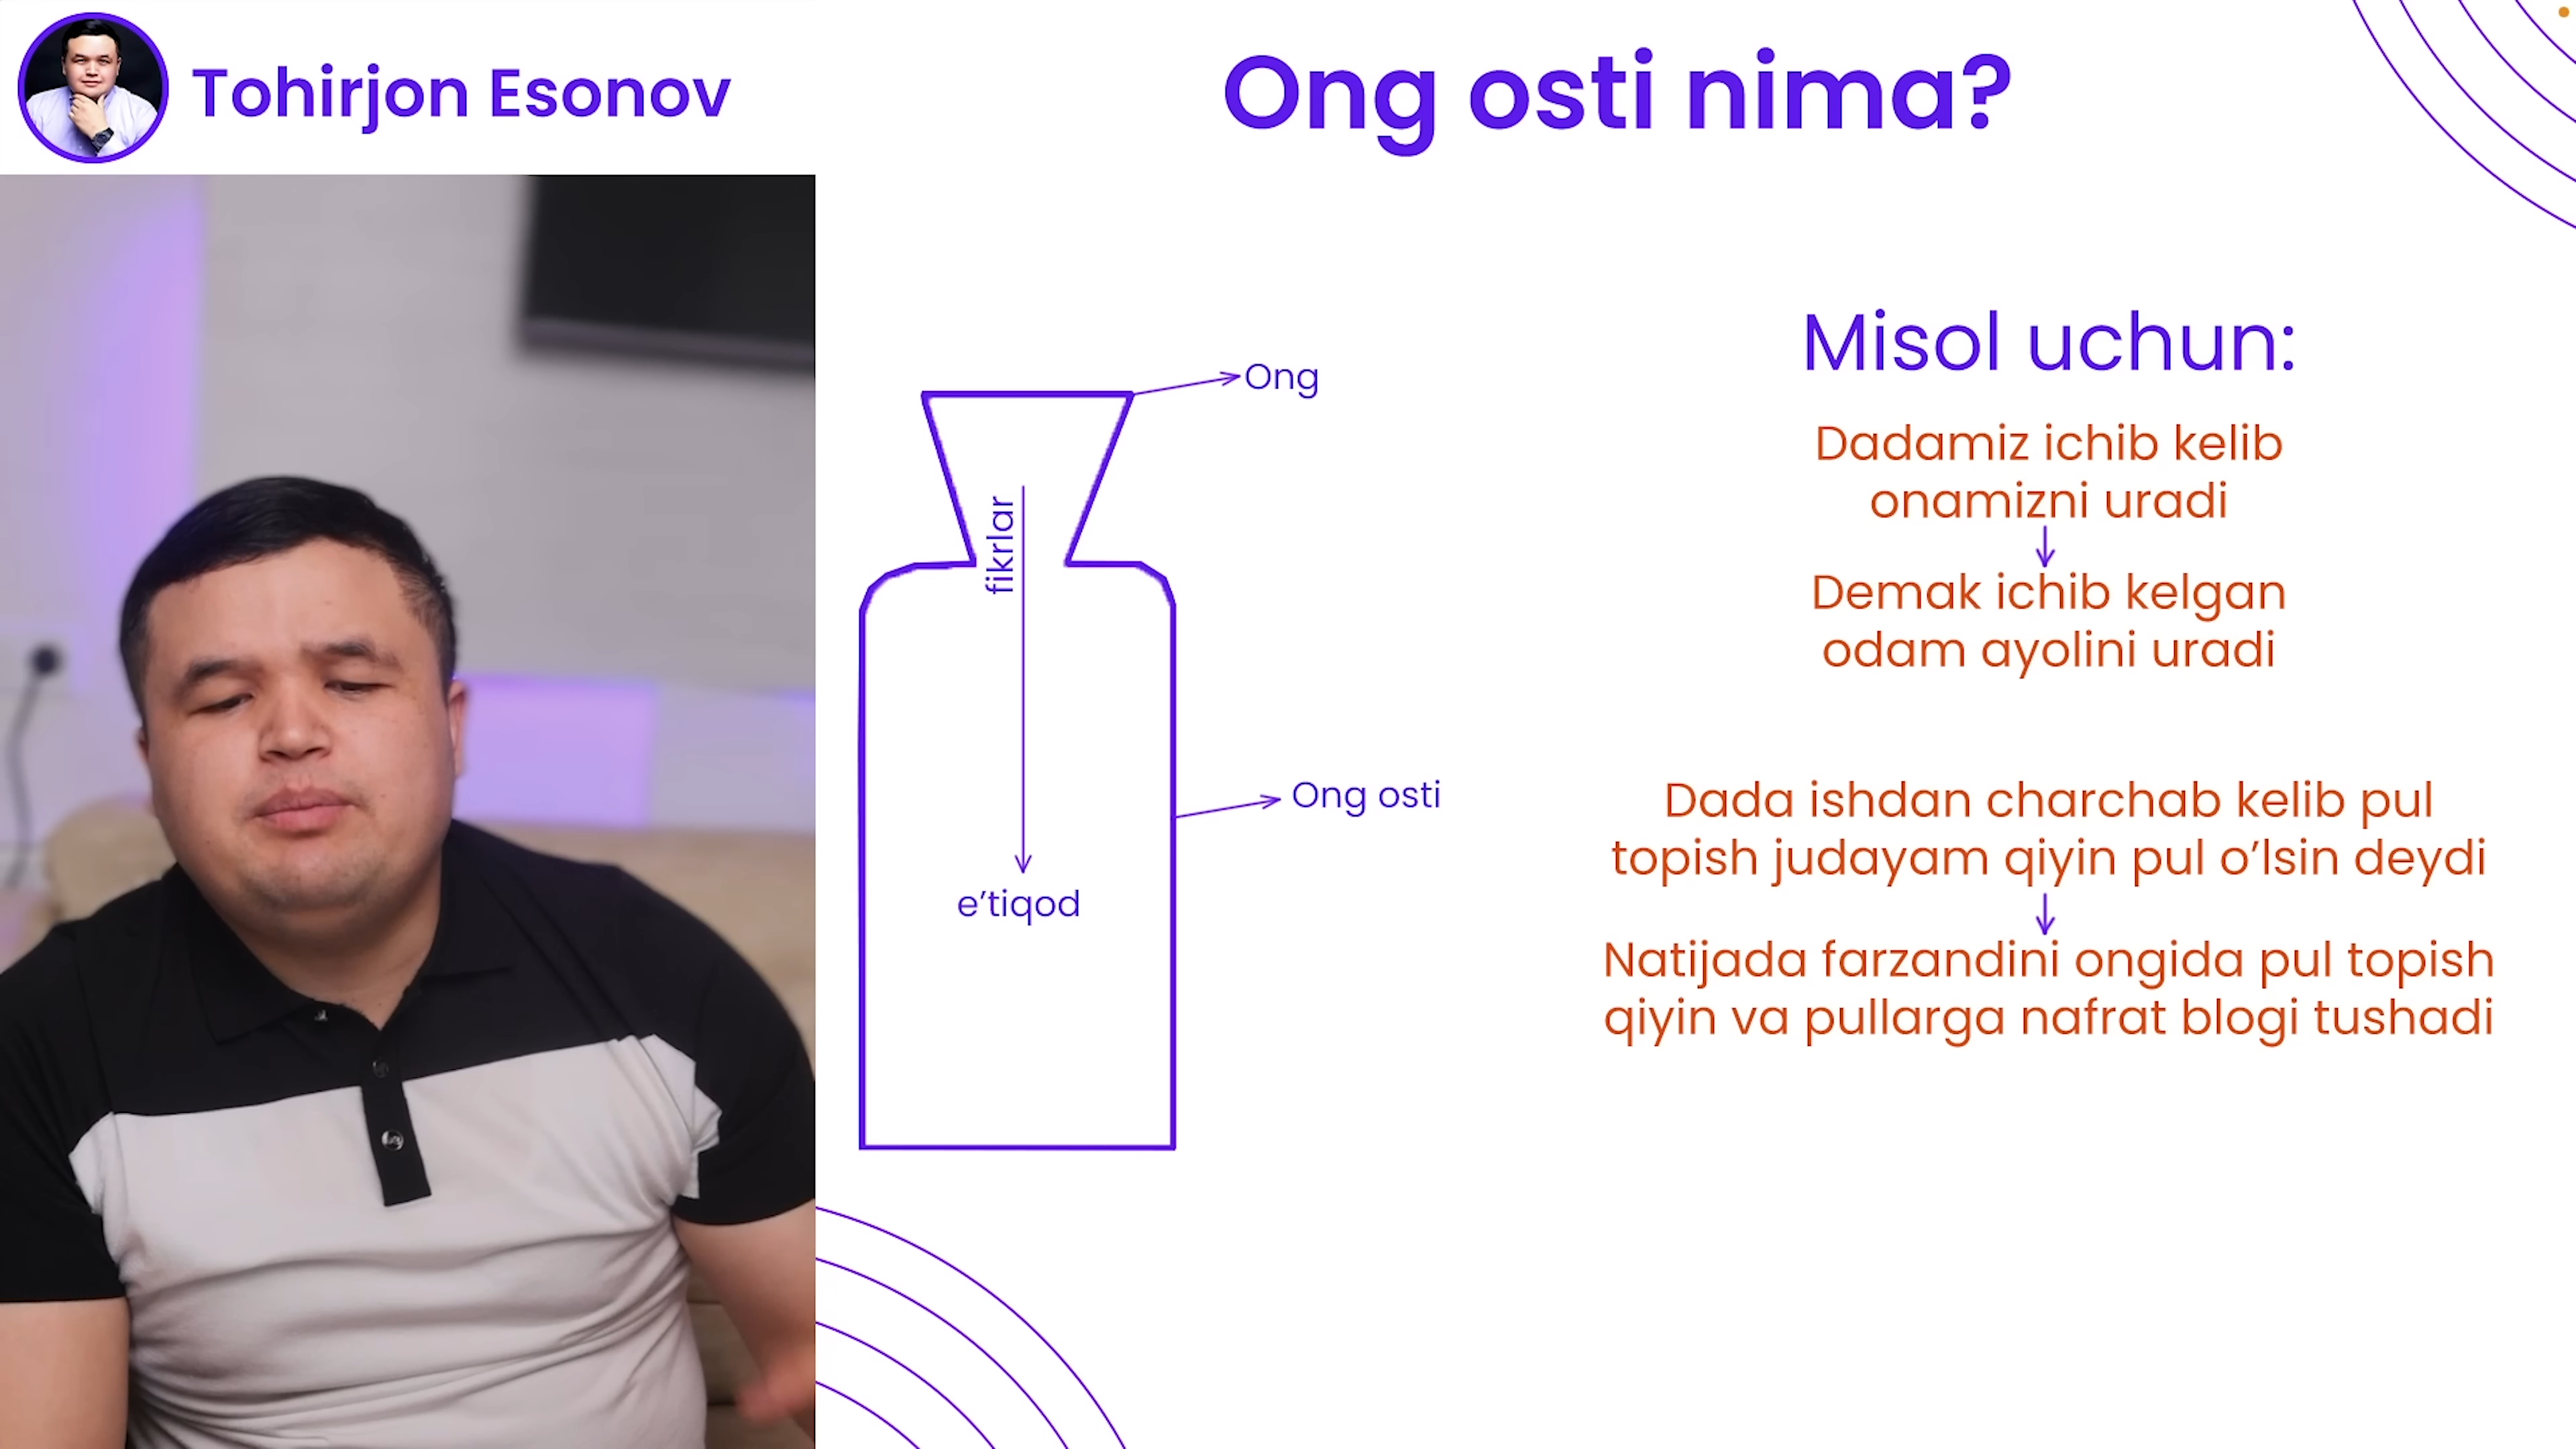 Tohirjon Esonov
Ong osti nima?
Ong
fikrlar
Ong osti
e’tiqod
Misol uchun:
Dadamiz ichib kelib
onamizni uradi
Demak ichib kelgan
odam ayolini uradi
Dada ishdan charchab kelib pul
topish judayam qiyin pul o’lsin deydi
Natijada farzandini ongida pul topish
qiyin va pullarga nafrat blogi tushadi